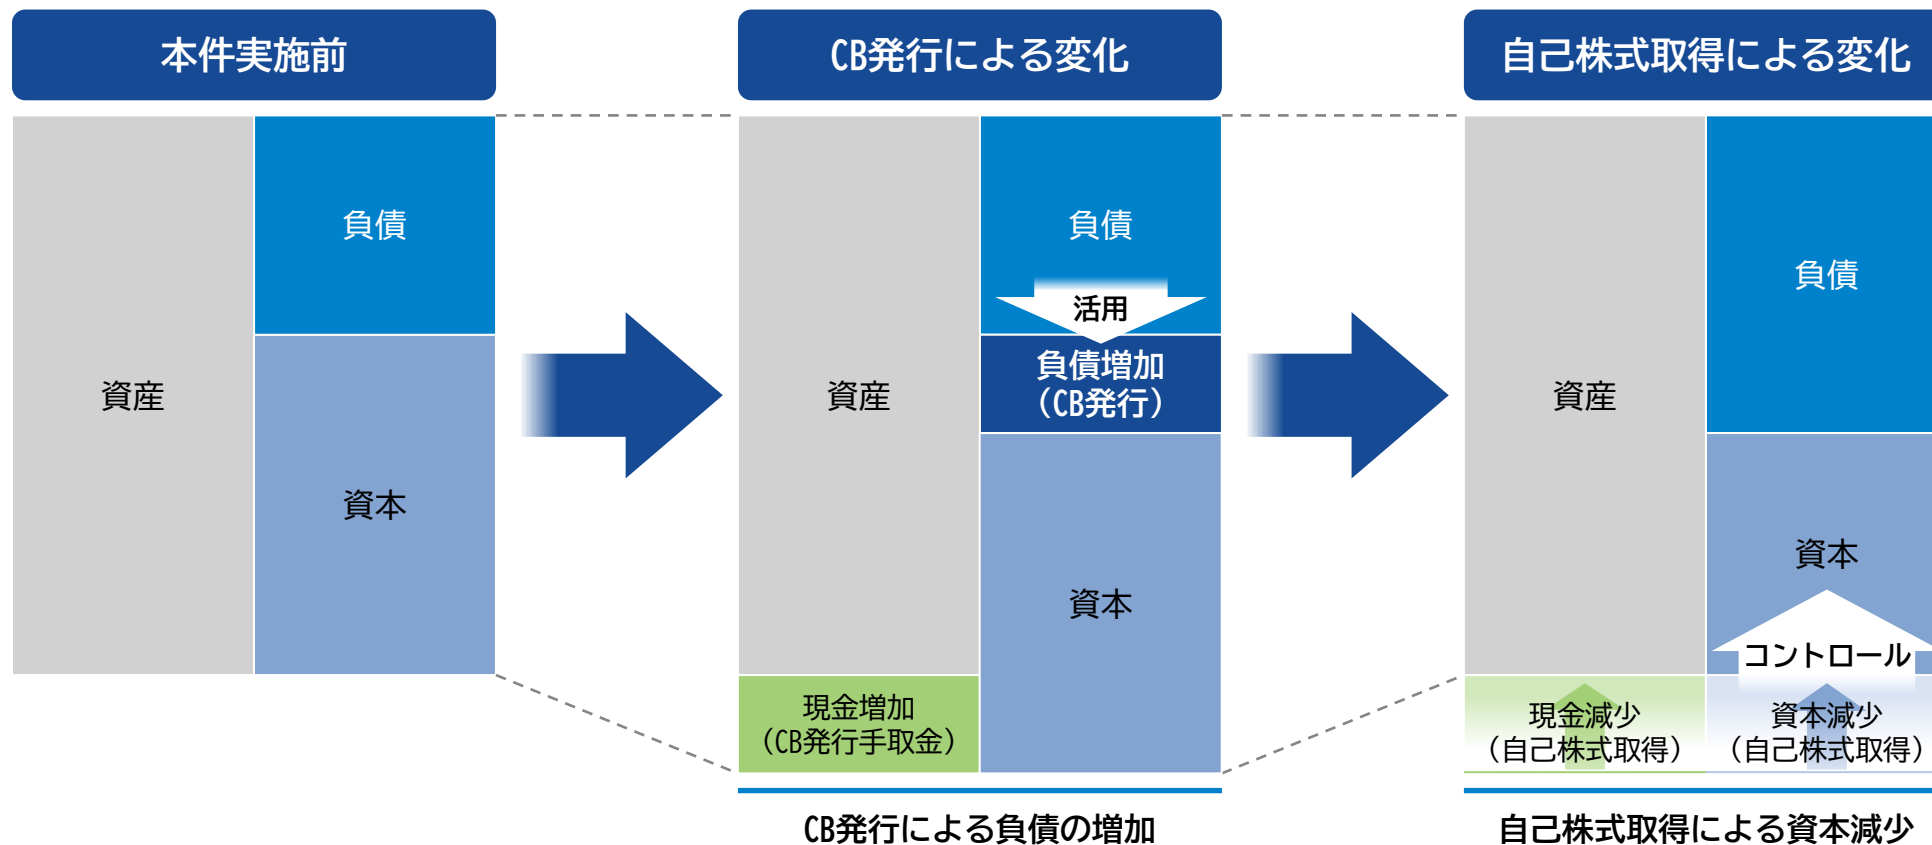 本件実施前
資産
負債
資本
CB発行による変化
負債
活用
負債増加
（CB発行）
資産
資本
現金増加
（CB発行手取金）
CB発行による負債の増加
自己株式取得による変化
負債
資産
資本
コントロール
現金減少
（自己株式取得）
資本減少
（自己株式取得）
自己株式取得による資本減少